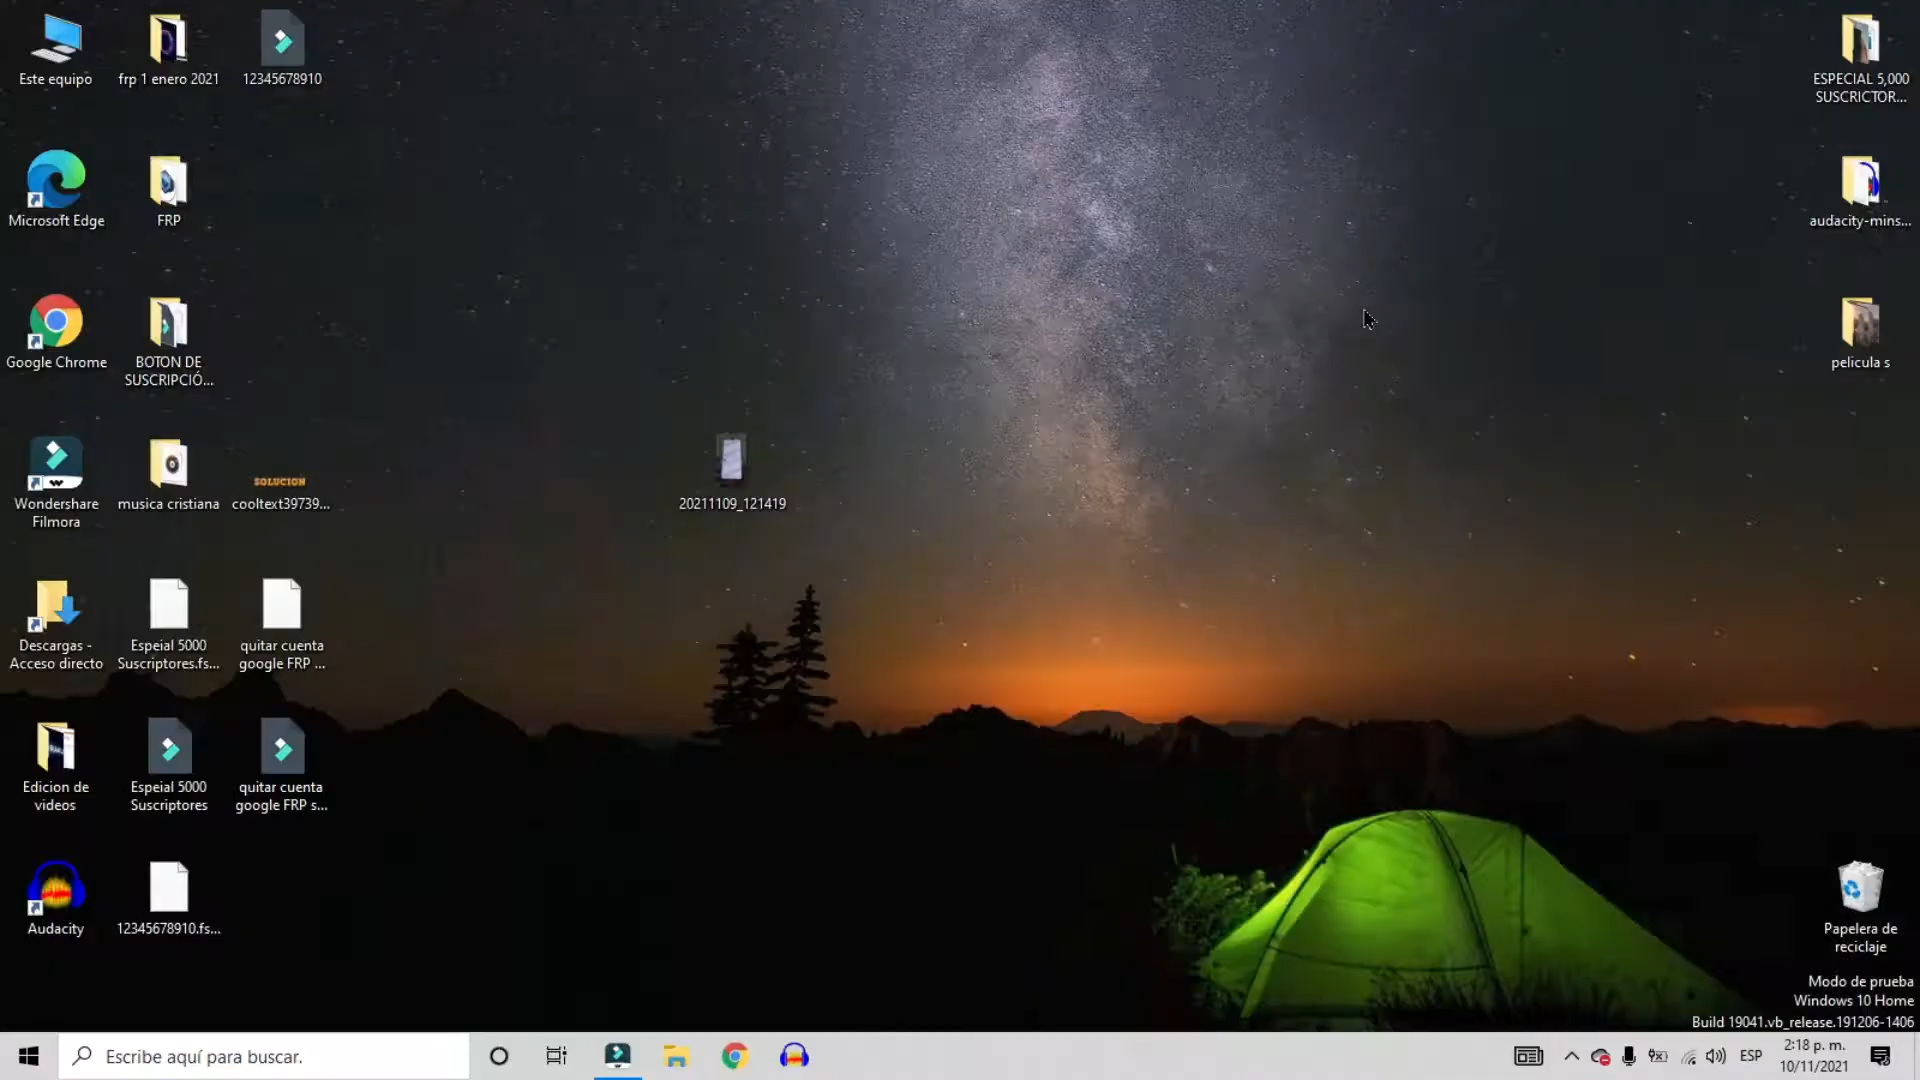 Este equipo
frp 1 enero 2021
12345678910
ESPECIAL 5,000
SUSCRICTOR...
Microsoft Edge
FRP
audacity-mins...
Google Chrome
BOTON DE
SUSCRIPCIÓ...
pelicula s
Wondershare
Filmora
musica cristiana
SOLUCION
cooltext39739...
20211109_121419
Descargas -
Acceso directo
Espeial 5000
Suscriptores.fs...
quitar cuenta
google FRP ...
Edicion de
videos
Espeial 5000
Suscriptores
quitar cuenta
google FRP s...
Audacity
12345678910.fs...
Papelera de
reciclaje
Modo de prueba
Windows 10 Home
Build 19041.vb_release.191206-1406
Escribe aquí para buscar.
ESP
2:18 p. m.
10/11/2021